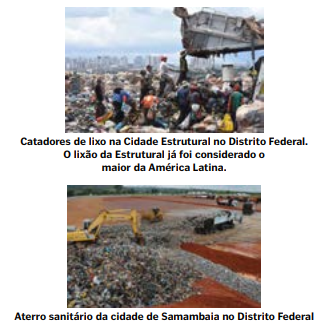 Catadores de lixo na Cidade Estrutural no Distrito Federal.
O lixão da Estrutural já foi considerado o
maior da América Latina.
Aterro sanitário da cidade de Samambaia no Distrito Federal